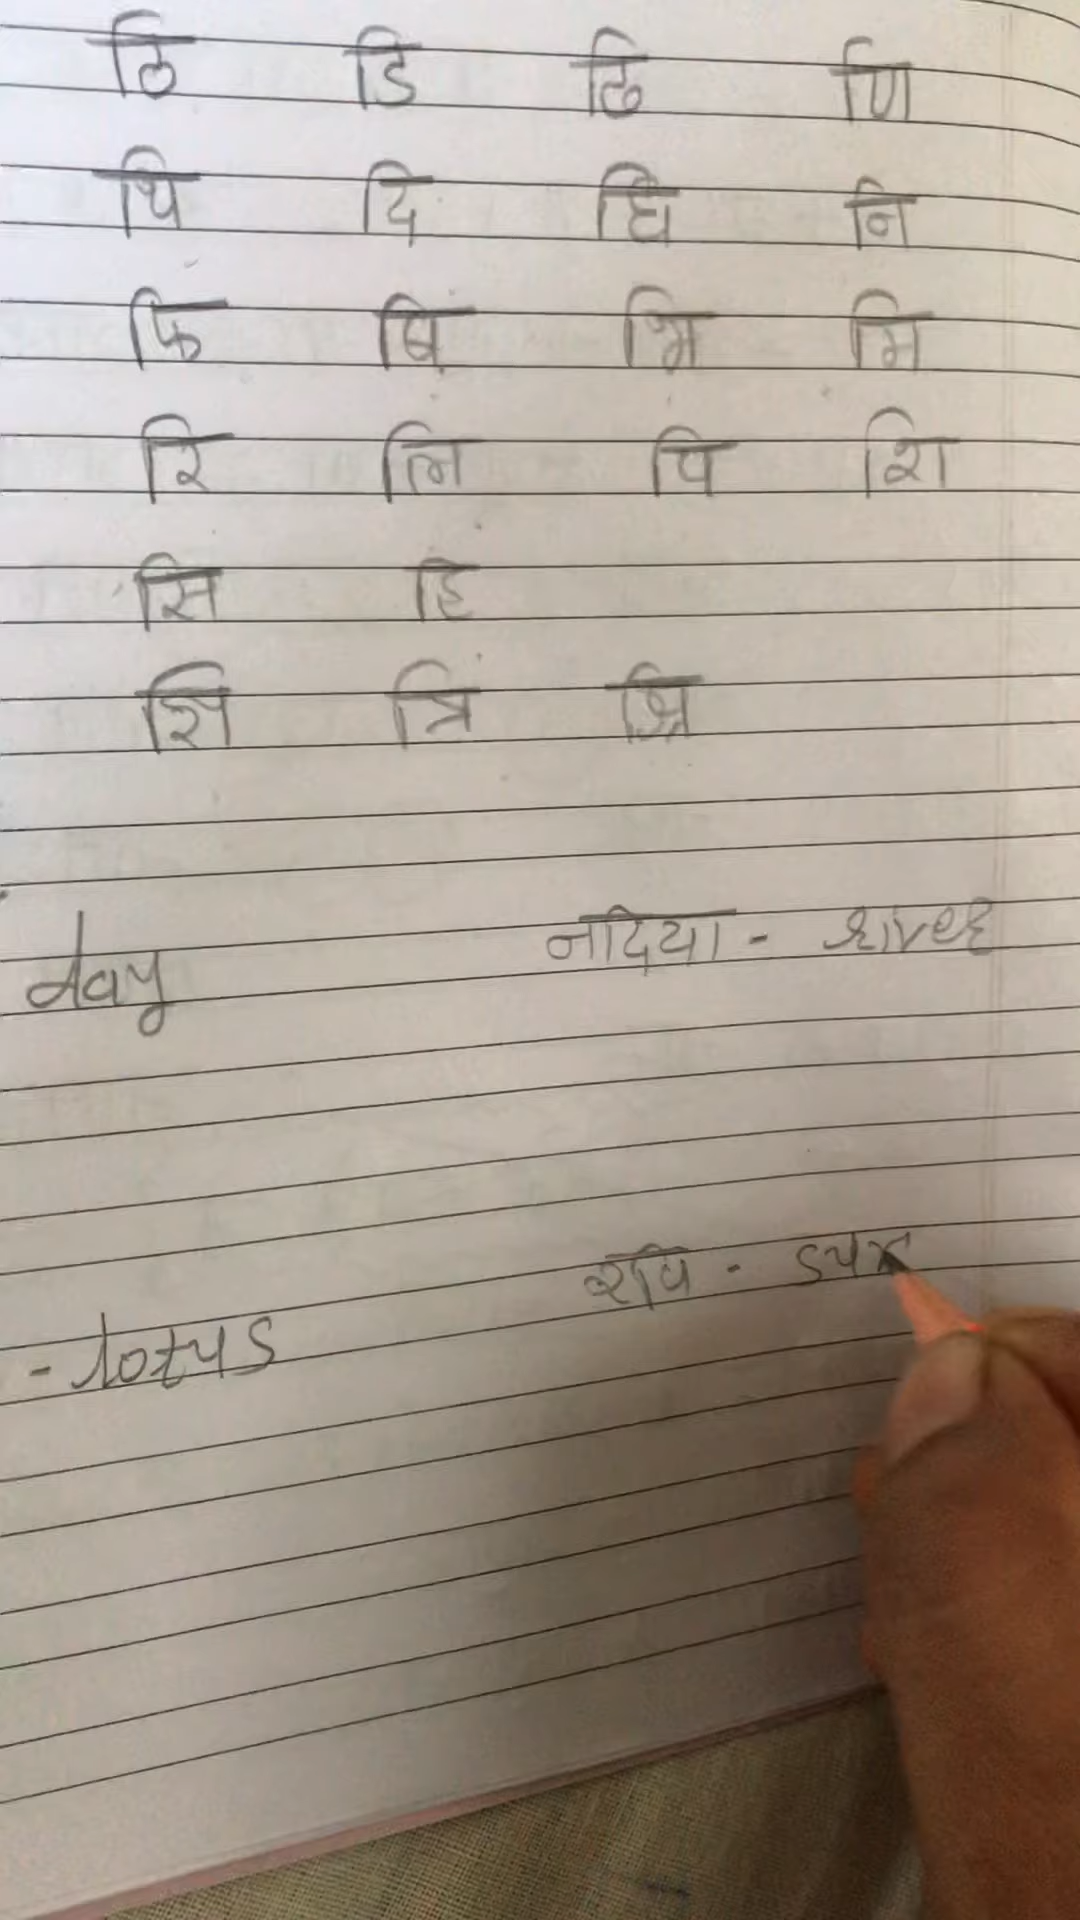 ठि डि ढि णि
थि दि धि नि
फि बि भि मि
रि लि वि शि
सि हि
शि त्रि श्रि
day नदिया - river
रवि - sun
- lotus